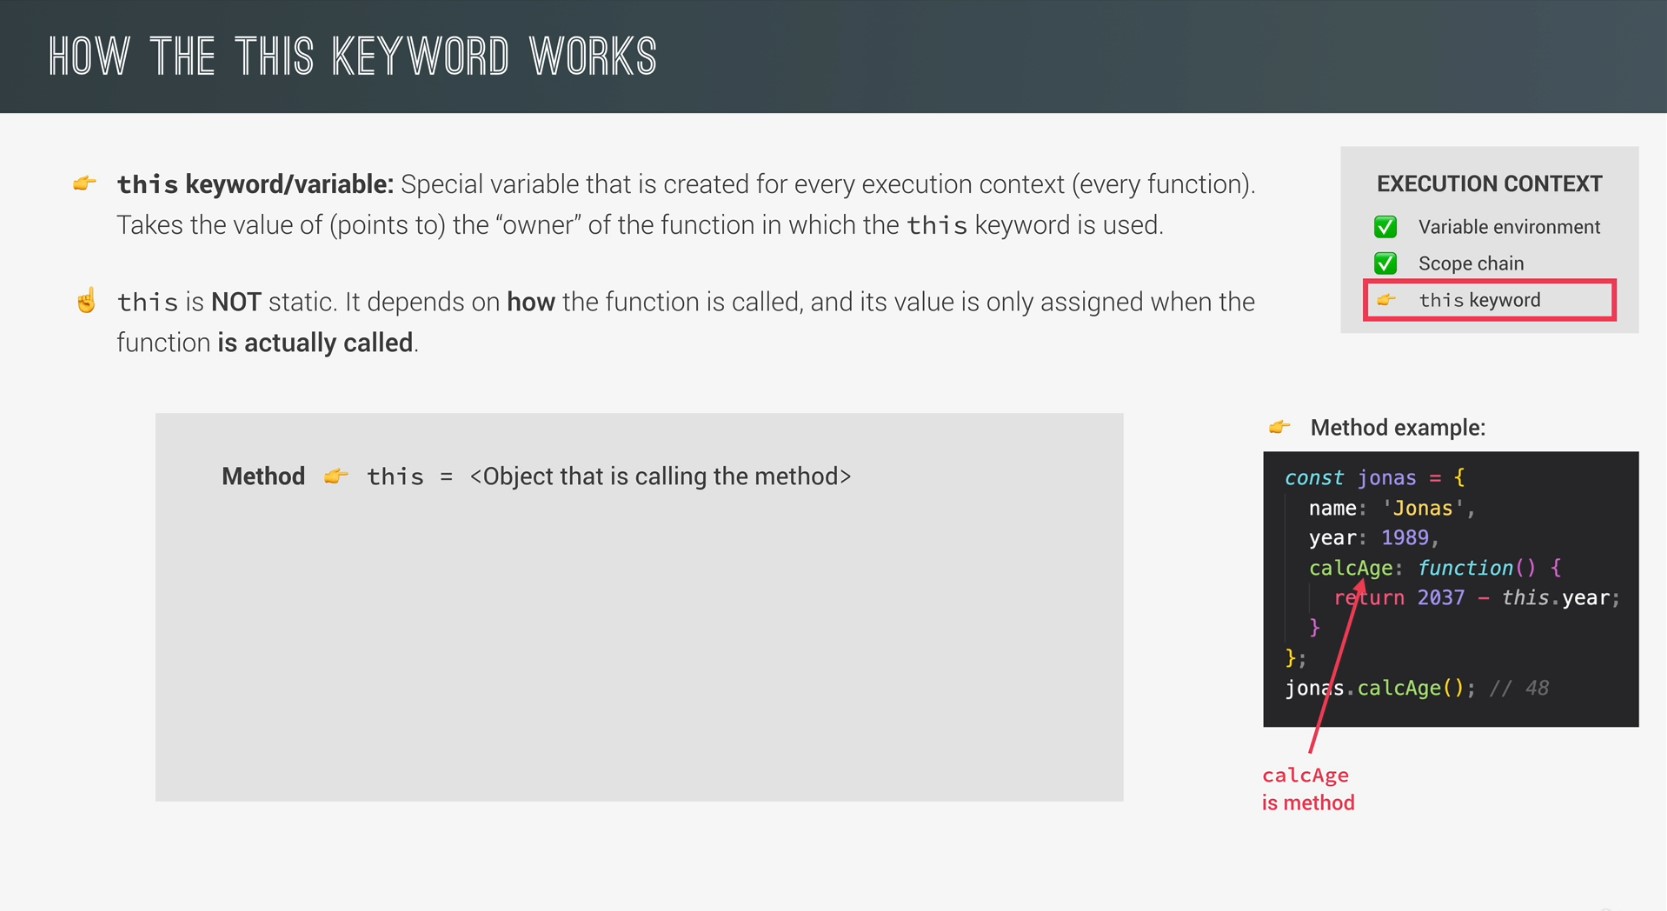 HOW THE THIS KEYWORD WORKS
👉 this keyword/variable: Special variable that is created for every execution context (every function).
Takes the value of (points to) the “owner” of the function in which the this keyword is used.
☝️ this is NOT static. It depends on how the function is called, and its value is only assigned when the
function is actually called.
EXECUTION CONTEXT
✅ Variable environment
✅ Scope chain
👉 this keyword
Method 👉 this = <Object that is calling the method>
👉 Method example:
const jonas = {
name: 'Jonas',
year: 1989,
calcAge: function() {
return 2037 - this.year;
}
};
jonas.calcAge(); // 48
calcAge
is method